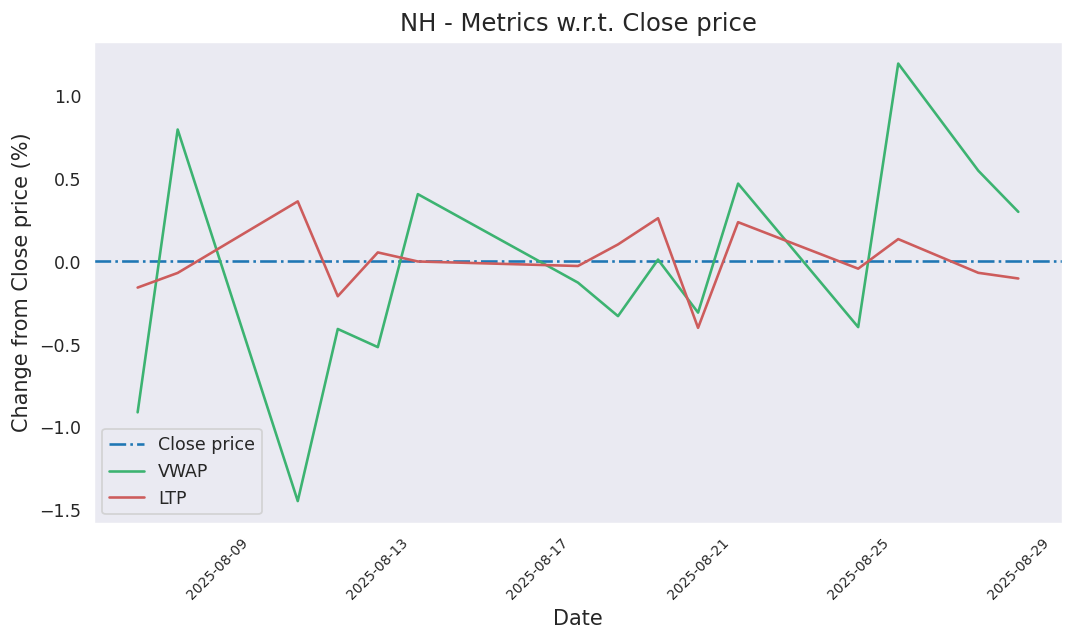 NH - Metrics w.r.t. Close price
Change from Close price (%)
1.0
0.5
0.0
−0.5
−1.0
−1.5
Close price
VWAP
LTP
2025-08-09
2025-08-13
2025-08-17
2025-08-21
2025-08-25
2025-08-29
Date